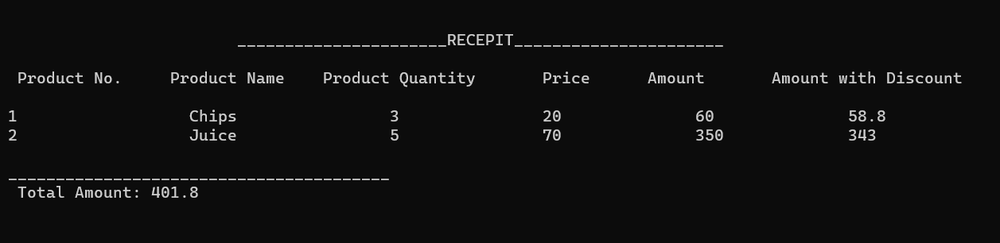 ______________________RECEPIT______________________
Product No. Product Name Product Quantity Price Amount Amount with Discount
1 Chips 3 20 60 58.8
2 Juice 5 70 350 343
________________________________________
Total Amount: 401.8